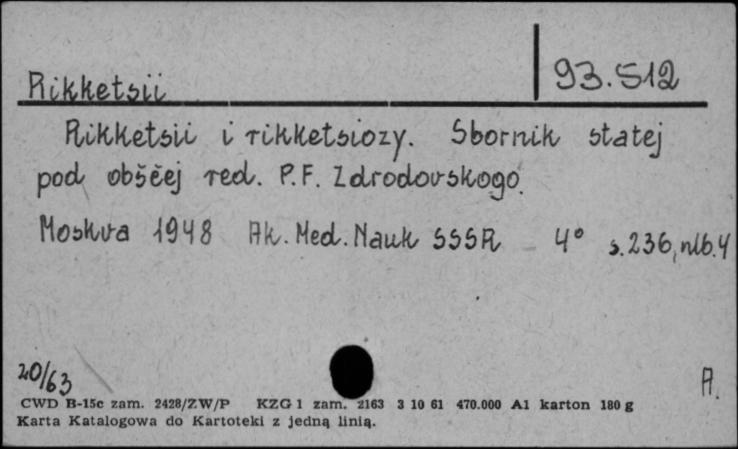 Rikketsii
93.512
Rikketsii i rikketsiozy. Sbornik statej
pod obščej red. P.F. Zdrodovskogo.
Moskva 1948 Ak. Med. Nauk SSSR 4° s. 236, nlb. 4
20/63
A.
CWD B-15c zam. 2428/ZW/P KZG 1 zam. 2163 3 10 61 470.000 A1 karton 180 g
Karta Katalogowa do Kartoteki z jedną linią.